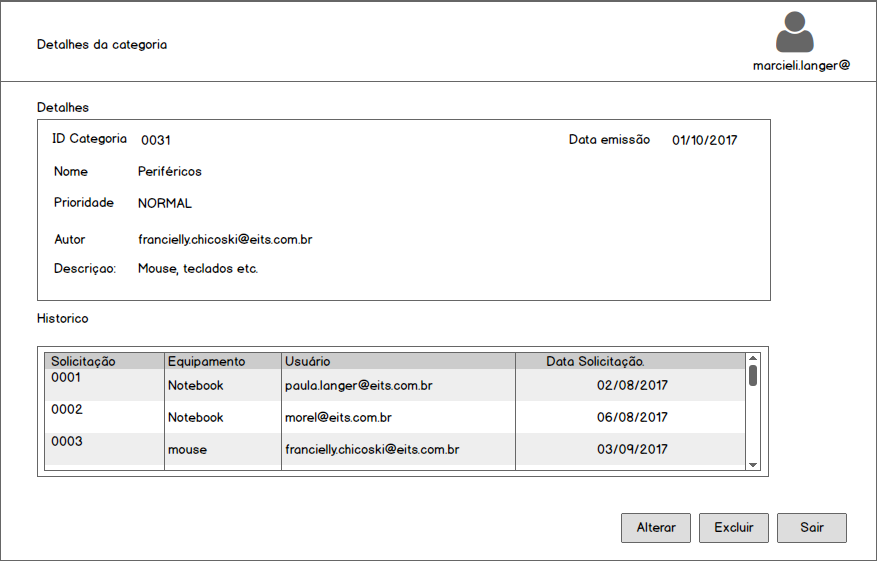 Detalhes da categoria
marcieli.langer@
Detalhes
ID Categoria 0031 Data emissão 01/10/2017
Nome Periféricos
Prioridade NORMAL
Autor francielly.chicoski@eits.com.br
Descriçao: Mouse, teclados etc.
Historico
Solicitação Equipamento Usuário Data Solicitação.
0001 Notebook paula.langer@eits.com.br 02/08/2017
0002 Notebook morel@eits.com.br 06/08/2017
0003 mouse francielly.chicoski@eits.com.br 03/09/2017
Alterar Excluir Sair